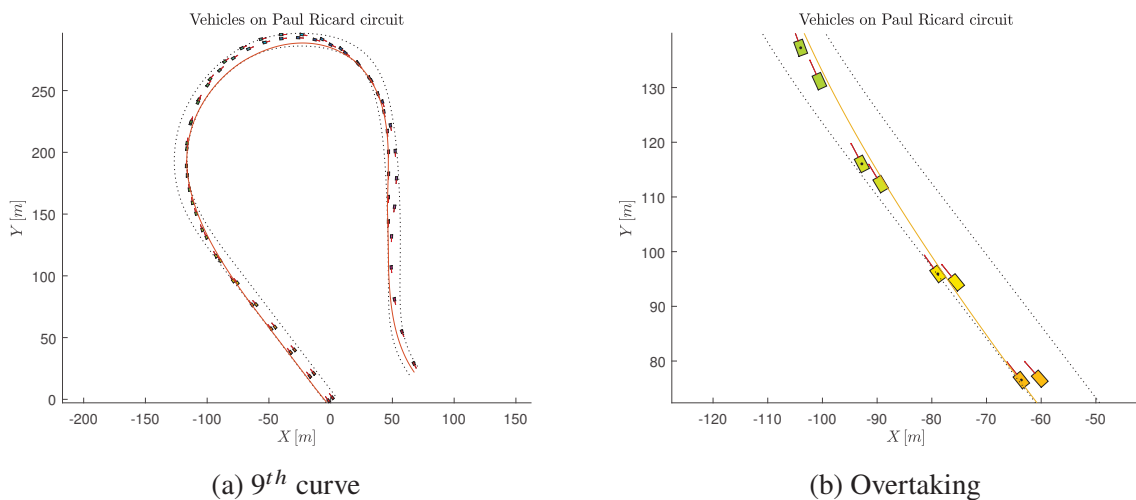 Vehicles on Paul Ricard circuit
Y [m]
250
200
150
100
50
0
-200 -150 -100 -50 0 50 100 150
X [m]
(a) 9th curve
Vehicles on Paul Ricard circuit
Y [m]
130
120
110
100
90
80
-120 -110 -100 -90 -80 -70 -60 -50
X [m]
(b) Overtaking